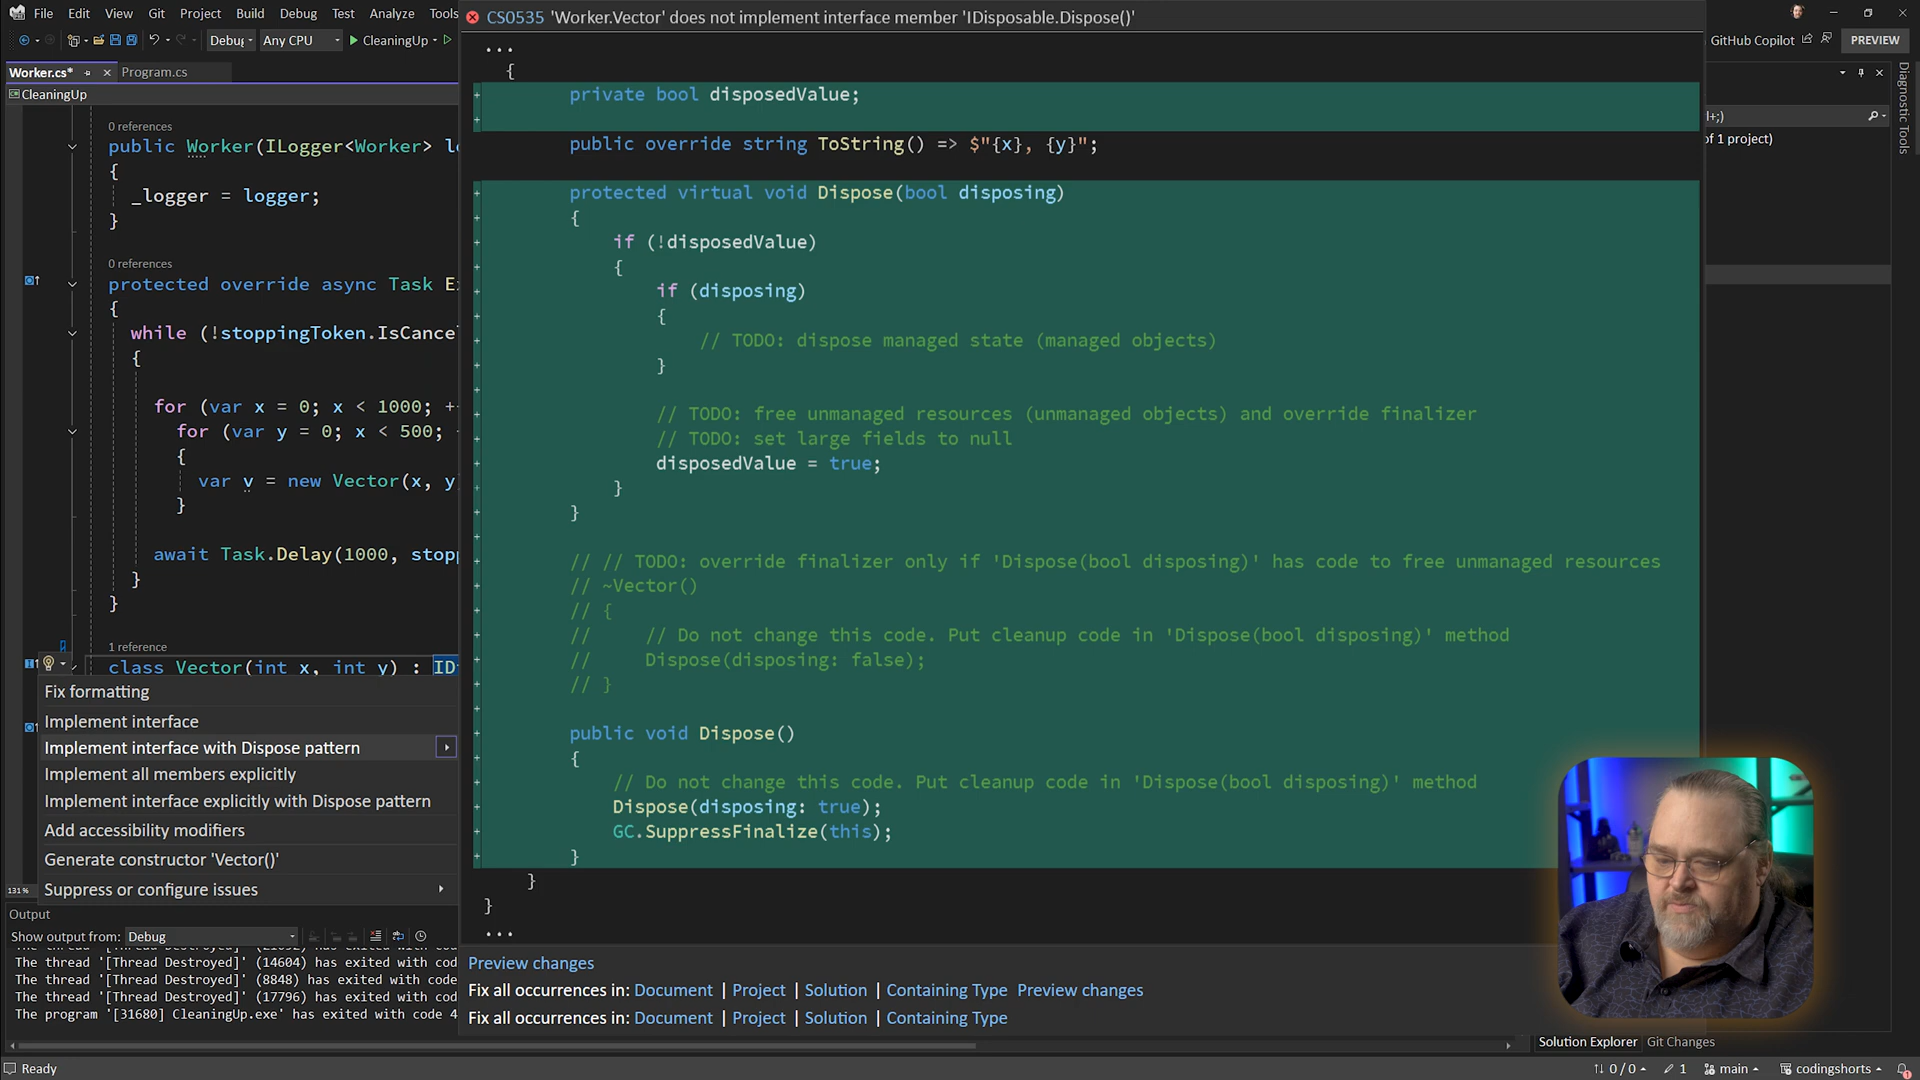 File Edit View Git Project Build Debug Test Analyze Tools
CS0535 'Worker.Vector' does not implement interface member 'IDisposable.Dispose()'
Debug Any CPU CleaningUp
GitHub Copilot PREVIEW
Worker.cs* Program.cs
CleaningUp
0 references
public Worker(ILogger<Worker> lo
{
_logger = logger;
}
0 references
protected override async Task E
{
while (!stoppingToken.IsCancel
{
for (var x = 0; x < 1000; +
for (var y = 0; x < 500;
{
var v = new Vector(x, y
}
await Task.Delay(1000, stopp
}
}
1 reference
class Vector(int x, int y) : ID
Fix formatting
Implement interface
Implement interface with Dispose pattern
Implement all members explicitly
Implement interface explicitly with Dispose pattern
Add accessibility modifiers
Generate constructor 'Vector()'
Suppress or configure issues
131%
...
{
private bool disposedValue;
public override string ToString() => $"{x}, {y}";
protected virtual void Dispose(bool disposing)
{
if (!disposedValue)
{
if (disposing)
{
// TODO: dispose managed state (managed objects)
}
// TODO: free unmanaged resources (unmanaged objects) and override finalizer
// TODO: set large fields to null
disposedValue = true;
}
}
// // TODO: override finalizer only if 'Dispose(bool disposing)' has code to free unmanaged resources
// ~Vector()
// {
//     // Do not change this code. Put cleanup code in 'Dispose(bool disposing)' method
//     Dispose(disposing: false);
// }
public void Dispose()
{
// Do not change this code. Put cleanup code in 'Dispose(bool disposing)' method
Dispose(disposing: true);
GC.SuppressFinalize(this);
}
}
}
...
Preview changes
Fix all occurrences in: Document | Project | Solution | Containing Type Preview changes
Fix all occurrences in: Document | Project | Solution | Containing Type
l+;)
of 1 project)
Diagnostic Tools
Output
Show output from: Debug
The thread '[Thread Destroyed]' (14604) has exited with cod
The thread '[Thread Destroyed]' (8848) has exited with code
The thread '[Thread Destroyed]' (17796) has exited with cod
The program '[31680] CleaningUp.exe' has exited with code 4
Solution Explorer Git Changes
Ready
0 / 0 1 main codingshorts